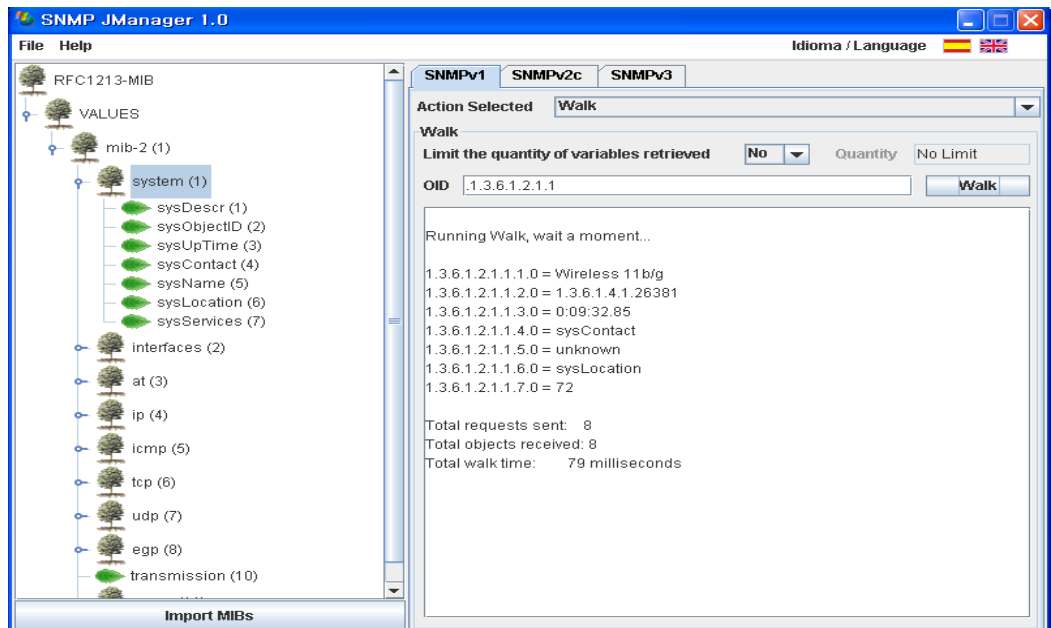 SNMP JManager 1.0
File Help
Idioma / Language
RFC1213-MIB
VALUES
mib-2 (1)
system (1)
sysDescr (1)
sysObjectID (2)
sysUpTime (3)
sysContact (4)
sysName (5)
sysLocation (6)
sysServices (7)
interfaces (2)
at (3)
ip (4)
icmp (5)
tcp (6)
udp (7)
egp (8)
transmission (10)
Import MIBs
SNMPv1 SNMPv2c SNMPv3
Action Selected Walk
Walk
Limit the quantity of variables retrieved No Quantity No Limit
OID .1.3.6.1.2.1.1 Walk
Running Walk, wait a moment...
1.3.6.1.2.1.1.1.0 = Wireless 11b/g
1.3.6.1.2.1.1.2.0 = 1.3.6.1.4.1.26381
1.3.6.1.2.1.1.3.0 = 0:09:32.85
1.3.6.1.2.1.1.4.0 = sysContact
1.3.6.1.2.1.1.5.0 = unknown
1.3.6.1.2.1.1.6.0 = sysLocation
1.3.6.1.2.1.1.7.0 = 72
Total requests sent: 8
Total objects received: 8
Total walk time: 79 milliseconds